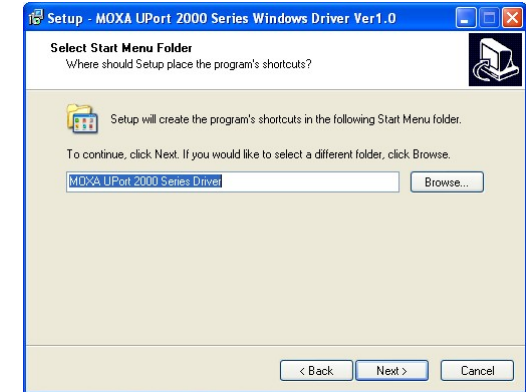 Setup - MOXA UPort 2000 Series Windows Driver Ver1.0
Select Start Menu Folder
Where should Setup place the program's shortcuts?
Setup will create the program's shortcuts in the following Start Menu folder.
To continue, click Next. If you would like to select a different folder, click Browse.
MOXA UPort 2000 Series Driver
Browse...
< Back
Next >
Cancel